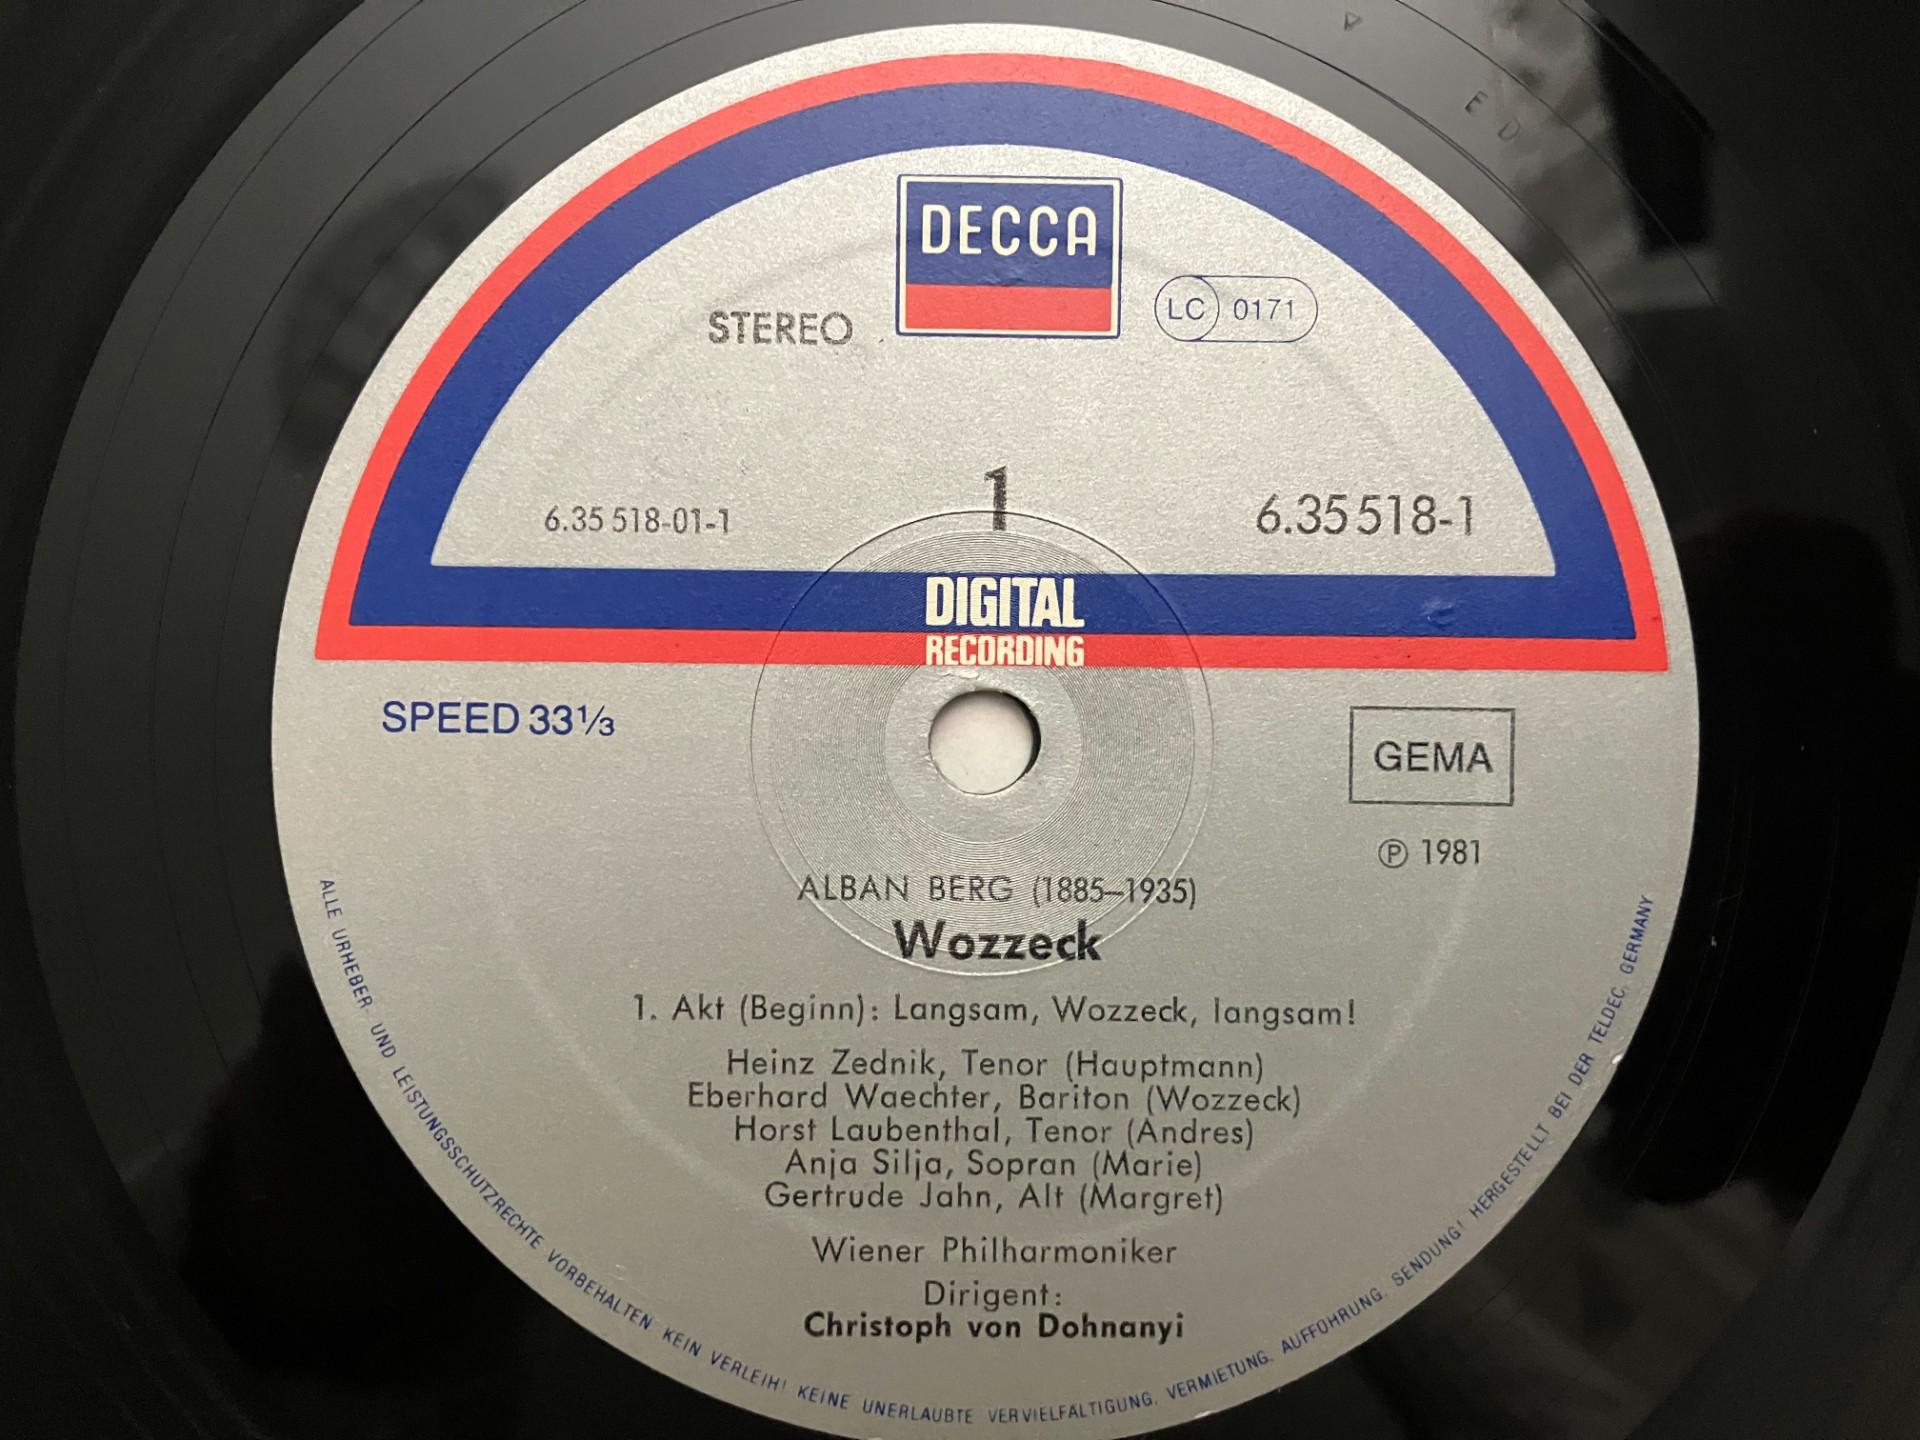 DECCA
STEREO
LC 0171
1
6.35 518-01-1
6.35 518-1
DIGITAL
RECORDING
SPEED 33⅓
GEMA
℗ 1981
ALBAN BERG (1885–1935)
Wozzeck
1. Akt (Beginn): Langsam, Wozzeck, langsam!
Heinz Zednik, Tenor (Hauptmann)
Eberhard Waechter, Bariton (Wozzeck)
Horst Laubenthal, Tenor (Andres)
Anja Silja, Sopran (Marie)
Gertrude Jahn, Alt (Margret)
Wiener Philharmoniker
Dirigent:
Christoph von Dohnanyi
ALLE URHEBER- UND LEISTUNGSSCHUTZRECHTE VORBEHALTEN KEIN VERLEIH! KEINE UNERLAUBTE VERVIELFÄLTIGUNG, VERMIETUNG, AUFFÜHRUNG, SENDUNG! HERGESTELLT BEI DER TELDEC, GERMANY